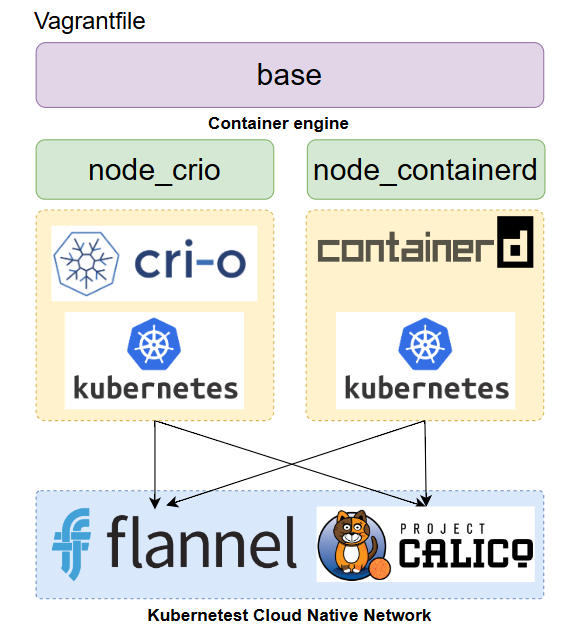 Vagrantfile
base
Container engine
node_crio
node_containerd
cri-o
containerd
kubernetes
kubernetes
flannel
PROJECT
CALICO
Kubernetest Cloud Native Network